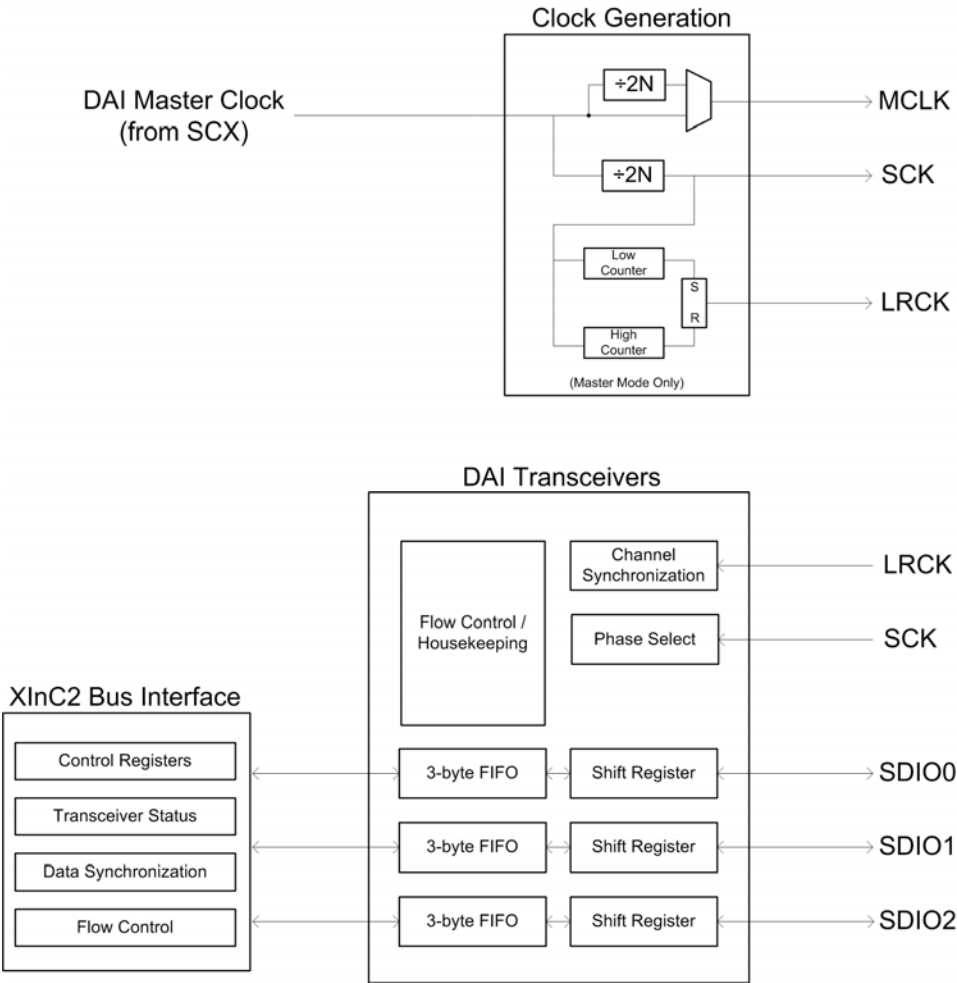 Clock Generation
÷2N
DAI Master Clock
(from SCX)
MCLK
÷2N
SCK
Low
Counter
S
R
LRCK
High
Counter
(Master Mode Only)
DAI Transceivers
Channel
Synchronization
LRCK
Flow Control /
Housekeeping
Phase Select
SCK
XInC2 Bus Interface
Control Registers
Transceiver Status
Data Synchronization
Flow Control
3-byte FIFO
Shift Register
SDIO0
3-byte FIFO
Shift Register
SDIO1
3-byte FIFO
Shift Register
SDIO2